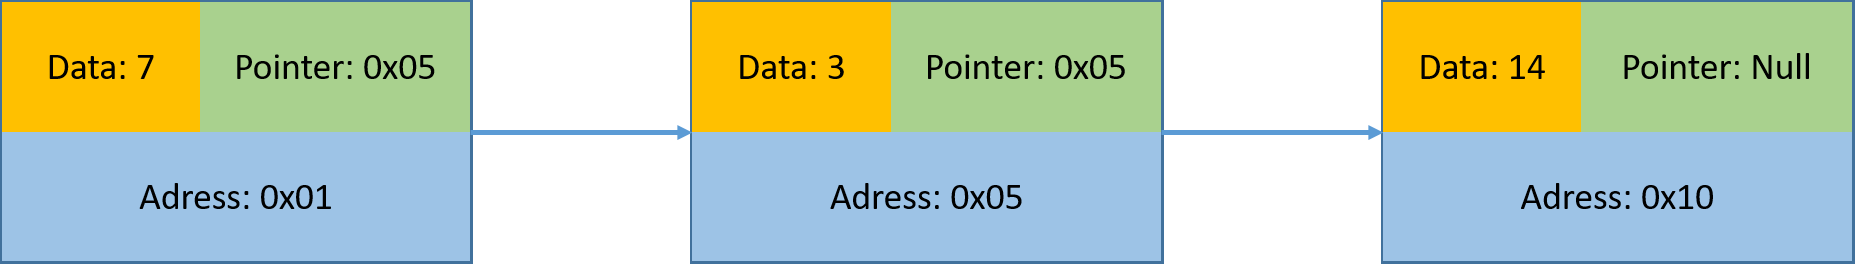 Data: 7
Pointer: 0x05
Adress: 0x01
Data: 3
Pointer: 0x05
Adress: 0x05
Data: 14
Pointer: Null
Adress: 0x10